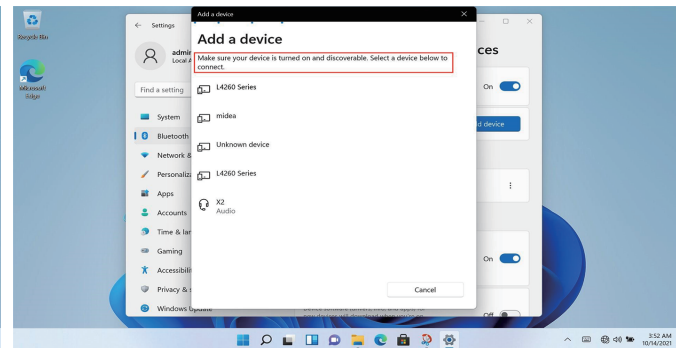 Recycle Bin
Microsoft
Edge
Settings
admin
Local A
Find a setting
System
Bluetooth
Network &
Personaliza
Apps
Accounts
Time & lan
Gaming
Accessibili
Privacy & s
Windows Update
Add a device
Add a device
Make sure your device is turned on and discoverable. Select a device below to
connect.
L4260 Series
midea
Unknown device
L4260 Series
X2
Audio
Cancel
ces
On
d device
On
Off
3:52 AM
10/14/2021